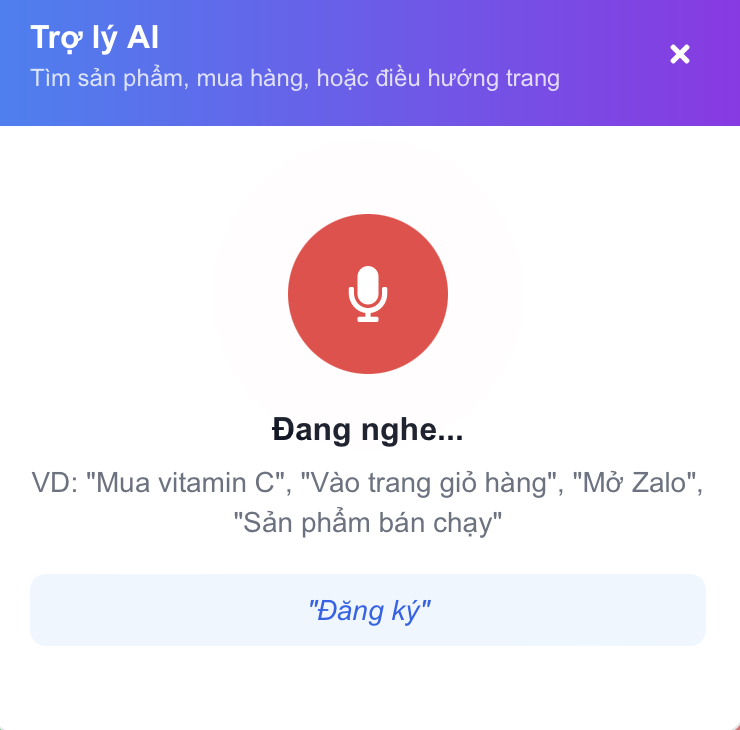 Trợ lý AI
Tìm sản phẩm, mua hàng, hoặc điều hướng trang
Đang nghe...
VD: "Mua vitamin C", "Vào trang giỏ hàng", "Mở Zalo",
"Sản phẩm bán chạy"
"Đăng ký"